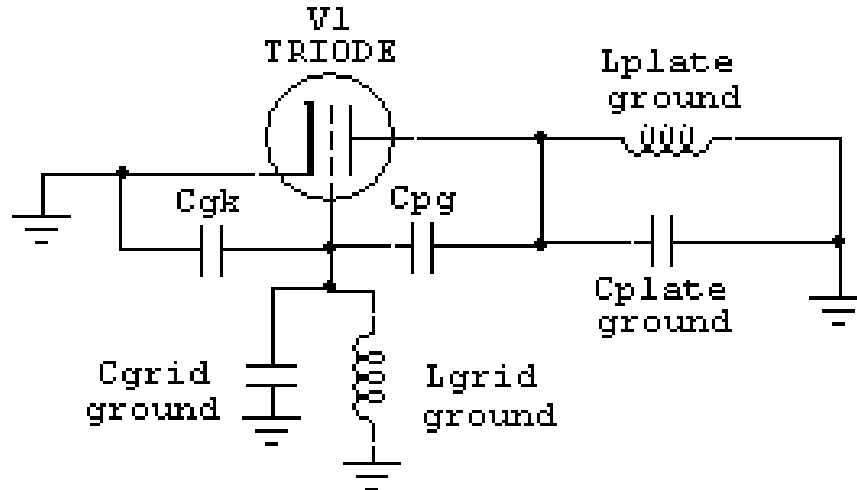 V1
TRIODE
Lplate
ground
Cgk
Cpg
Cplate
ground
Cgrid
ground
Lgrid
ground